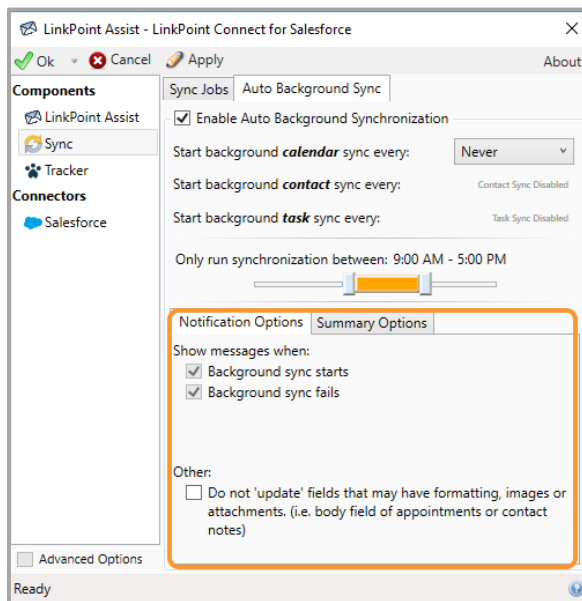 LinkPoint Assist - LinkPoint Connect for Salesforce
Ok Cancel Apply About
Components
LinkPoint Assist
Sync
Tracker
Connectors
Salesforce
Advanced Options
Sync Jobs Auto Background Sync
Enable Auto Background Synchronization
Start background calendar sync every: Never
Start background contact sync every: Contact Sync Disabled
Start background task sync every: Task Sync Disabled
Only run synchronization between: 9:00 AM - 5:00 PM
Notification Options Summary Options
Show messages when:
Background sync starts
Background sync fails
Other:
Do not 'update' fields that may have formatting, images or
attachments. (i.e. body field of appointments or contact
notes)
Ready